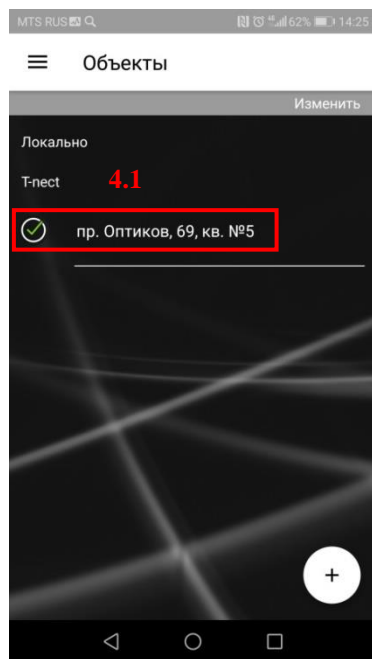 MTS RUS 62% 14:25
Объекты
Изменить
Локально
T-nect 4.1
пр. Оптиков, 69, кв. №5
+